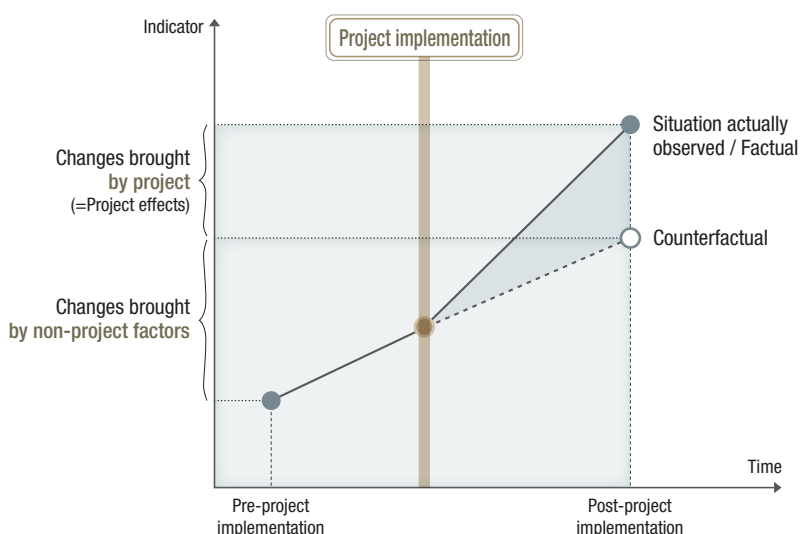 Indicator
Project implementation
Situation actually
observed / Factual
Changes brought
by project
(=Project effects)
Counterfactual
Changes brought
by non-project factors
Time
Pre-project
implementation
Post-project
implementation